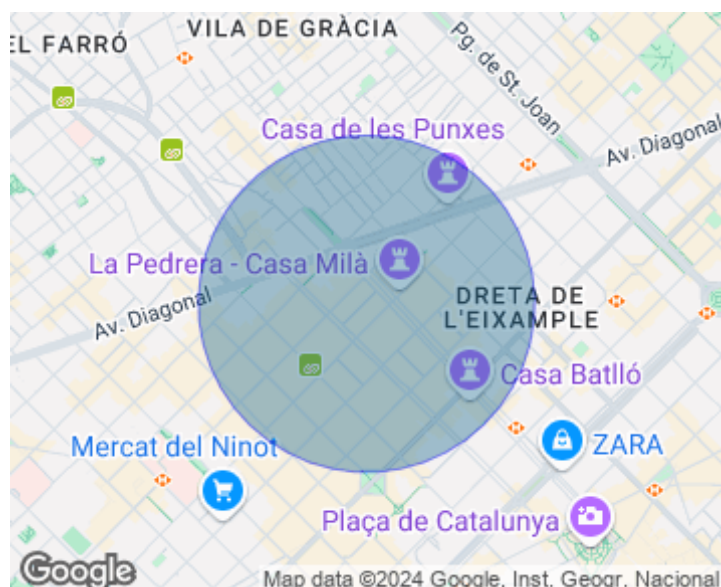 VILA DE GRÀCIA
EL FARRÓ
Pg. de St. Joan
Casa de les Punxes
Av. Diagonal
La Pedrera - Casa Milà
DRETA DE
L'EIXAMPLE
Av. Diagonal
Casa Batlló
Mercat del Ninot
ZARA
Plaça de Catalunya
Google
Map data ©2024 Google, Inst. Geogr. Nacional